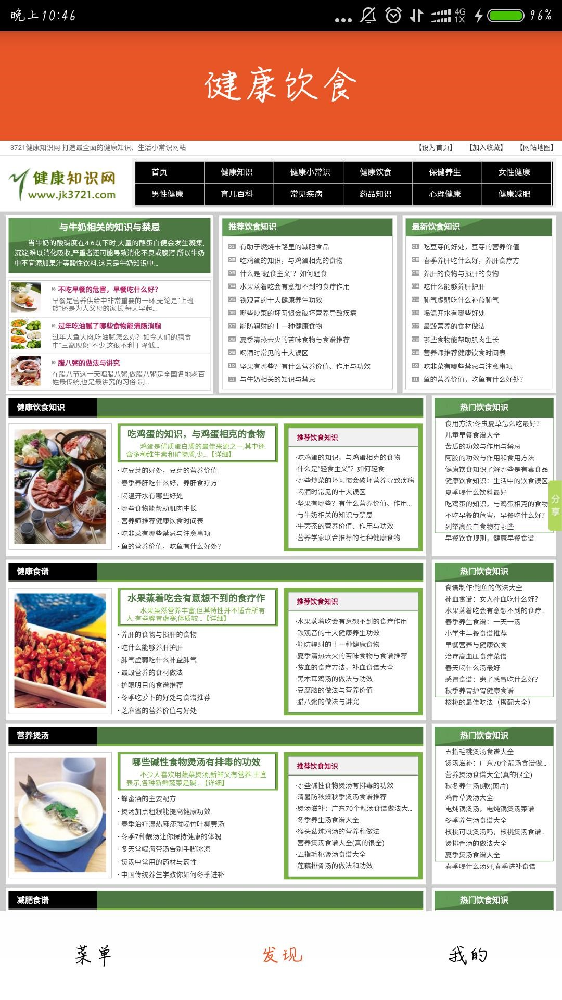 晚上10:46
4G
1X
96%
健康饮食
3721健康知识网-打造最全面的健康知识、生活小常识网站
【设为首页】 【加入收藏】 【网站地图】
健康知识网
www.jk3721.com
首页 健康知识 健康小常识 健康饮食 保健养生 女性健康
男性健康 育儿百科 常见疾病 药品知识 心理健康 健康减肥
与牛奶相关的知识与禁忌
当牛奶的酸碱度在4.6以下时,大量的酪蛋白便会发生凝集,
沉淀,难以消化吸收,严重者还可能导致消化不良或腹泻.所以牛奶
中不宜添加果汁等酸性饮料.这只是牛奶知识中...
不吃早餐的危害，早餐吃什么好？
早餐是营养供给中非常重要的一环,无论是“上班
族”还是为人父母的家长,每天早起...
过年吃油腻了哪些食物能清肠消脂
过年大鱼大肉,吃油腻怎么办？如今人们的膳食
中“三高现象”不少,这很不利于降低...
腊八粥的做法与讲究
在腊八节这一天喝腊八粥,做腊八粥是全国各地老百
姓最传统,也是最讲究的习俗.制...
推荐饮食知识
01 有助于燃烧卡路里的减肥食品
02 吃鸡蛋的知识，与鸡蛋相克的食物
03 什么是“轻食主义”？如何轻食
04 水果蒸着吃会有意想不到的食疗作用
05 铁观音的十大健康养生功效
06 哪些炒菜的坏习惯会破坏营养导致疾病
07 能防辐射的十一种健康食物
08 夏季清热去火的苦味食物与食谱推荐
09 喝酒时常见的十大误区
10 坚果有哪些？有什么营养价值、作用与功效
11 与牛奶相关的知识与禁忌
最新饮食知识
01 吃豆芽的好处，豆芽的营养价值
02 春季养肝吃什么好，养肝食疗方
03 养肝的食物与损肝的食物
04 吃什么能够养肝护肝
05 肺气虚弱吃什么补益肺气
06 喝温开水有哪些好处
07 最毁营养的食材做法
08 哪些食物能帮助肌肉生长
09 营养师推荐健康饮食时间表
10 吃韭菜有哪些禁忌与注意事项
11 鱼的营养价值，吃鱼有什么好处？
健康饮食知识
吃鸡蛋的知识，与鸡蛋相克的食物
鸡蛋是优质蛋白质的最佳来源之一,其中还
含多种维生素和矿物质,少...【详细】
· 吃豆芽的好处，豆芽的营养价值
· 春季养肝吃什么好，养肝食疗方
· 喝温开水有哪些好处
· 哪些食物能帮助肌肉生长
· 营养师推荐健康饮食时间表
· 吃韭菜有哪些禁忌与注意事项
· 鱼的营养价值，吃鱼有什么好处？
推荐饮食知识
·吃鸡蛋的知识，与鸡蛋相克的食物
·什么是“轻食主义”？如何轻食
·哪些炒菜的坏习惯会破坏营养导致疾病
·喝酒时常见的十大误区
·坚果有哪些？有什么营养价值、作用...
·与牛奶相关的知识与禁忌
·牛蒡茶的营养价值、作用与功效
·营养学家联合推荐的七种健康食物
热门饮食知识
食用方法:冬虫夏草怎么吃最好？
儿童早餐食谱大全
苦瓜的功效与作用与禁忌
阿胶的功效与作用和食用方法
健康饮食知识了解哪些是有毒食品
健康饮食知识：生活中的饮食误区
夏季喝什么饮料最好
吃鸡蛋的知识，与鸡蛋相克的食物
不吃早餐的危害，早餐吃什么好？
列举高蛋白食物有哪些
早餐饮食规则，健康早餐食谱
分享
健康食谱
水果蒸着吃会有意想不到的食疗作
水果虽然营养丰富,但其特性并不适合所有
人.有些脾胃虚寒,体质较...【详细】
· 养肝的食物与损肝的食物
· 吃什么能够养肝护肝
· 肺气虚弱吃什么补益肺气
· 最毁营养的食材做法
· 护眼明目的食谱推荐
· 冬季吃萝卜的好处与食谱推荐
· 芝麻酱的营养价值与好处
推荐饮食知识
·水果蒸着吃会有意想不到的食疗作用
·铁观音的十大健康养生功效
·能防辐射的十一种健康食物
·夏季清热去火的苦味食物与食谱推荐
·贫血的食疗方法，补血食谱大全
·黑木耳鸡汤的做法与功效
·豆腐脑的做法与营养价值
·腊八粥的做法与讲究
热门饮食知识
食谱制作:鲍鱼的做法大全
补血食谱：女人补血吃什么好？
水果蒸着吃会有意想不到的食疗...
春季养生食谱：一天一汤
小学生早餐食谱推荐
早餐营养与健康饮食
治疗高血压食疗菜谱
春天喝什么汤最好
感冒食谱：患了感冒吃什么好？
秋季养胃护胃健康食谱
核桃的最佳吃法（搭配大全）
营养煲汤
哪些碱性食物煲汤有排毒的功效
不少人喜欢用蔬菜煲汤,新鲜又有营养.王宜
表示,各种新鲜蔬菜是碱...【详细】
· 蜂蜜酒的主要配方
· 煲汤加点粗粮能提高健康功效
· 春季治疗湿热麻疹就喝竹叶柳蒡汤
· 冬季7种靓汤让你保持健康的体魄
· 冬天常喝海带汤告别手脚冰凉
· 煲汤中常用的药材与药性
· 中国传统养生学教你如何冬季进补
推荐饮食知识
·哪些碱性食物煲汤有排毒的功效
·清暑防秋燥秋季煲汤食谱推荐
·煲汤滋补：广东70个靓汤食谱做法大...
·冬季养生汤食谱大全
·猴头菇炖鸡汤的营养和做法
·营养煲汤食谱大全(真的很全)
·五指毛桃煲汤食谱大全
·莲藕排骨汤的做法和功效
热门饮食知识
五指毛桃煲汤食谱大全
煲汤滋补：广东70个靓汤食谱做...
营养煲汤食谱大全(真的很全)
秋冬养生汤8款(图片)
鸡骨草煲汤大全
电炖锅煲汤，电炖锅煲汤菜谱
冬季养生汤食谱大全
核桃可以煲汤吗，核桃煲汤食谱...
煲排骨汤的做法大全
夏季煲汤食谱大全
春季喝什么汤好,春季进补食谱
减肥食谱
热门饮食知识
菜单 发现 我的